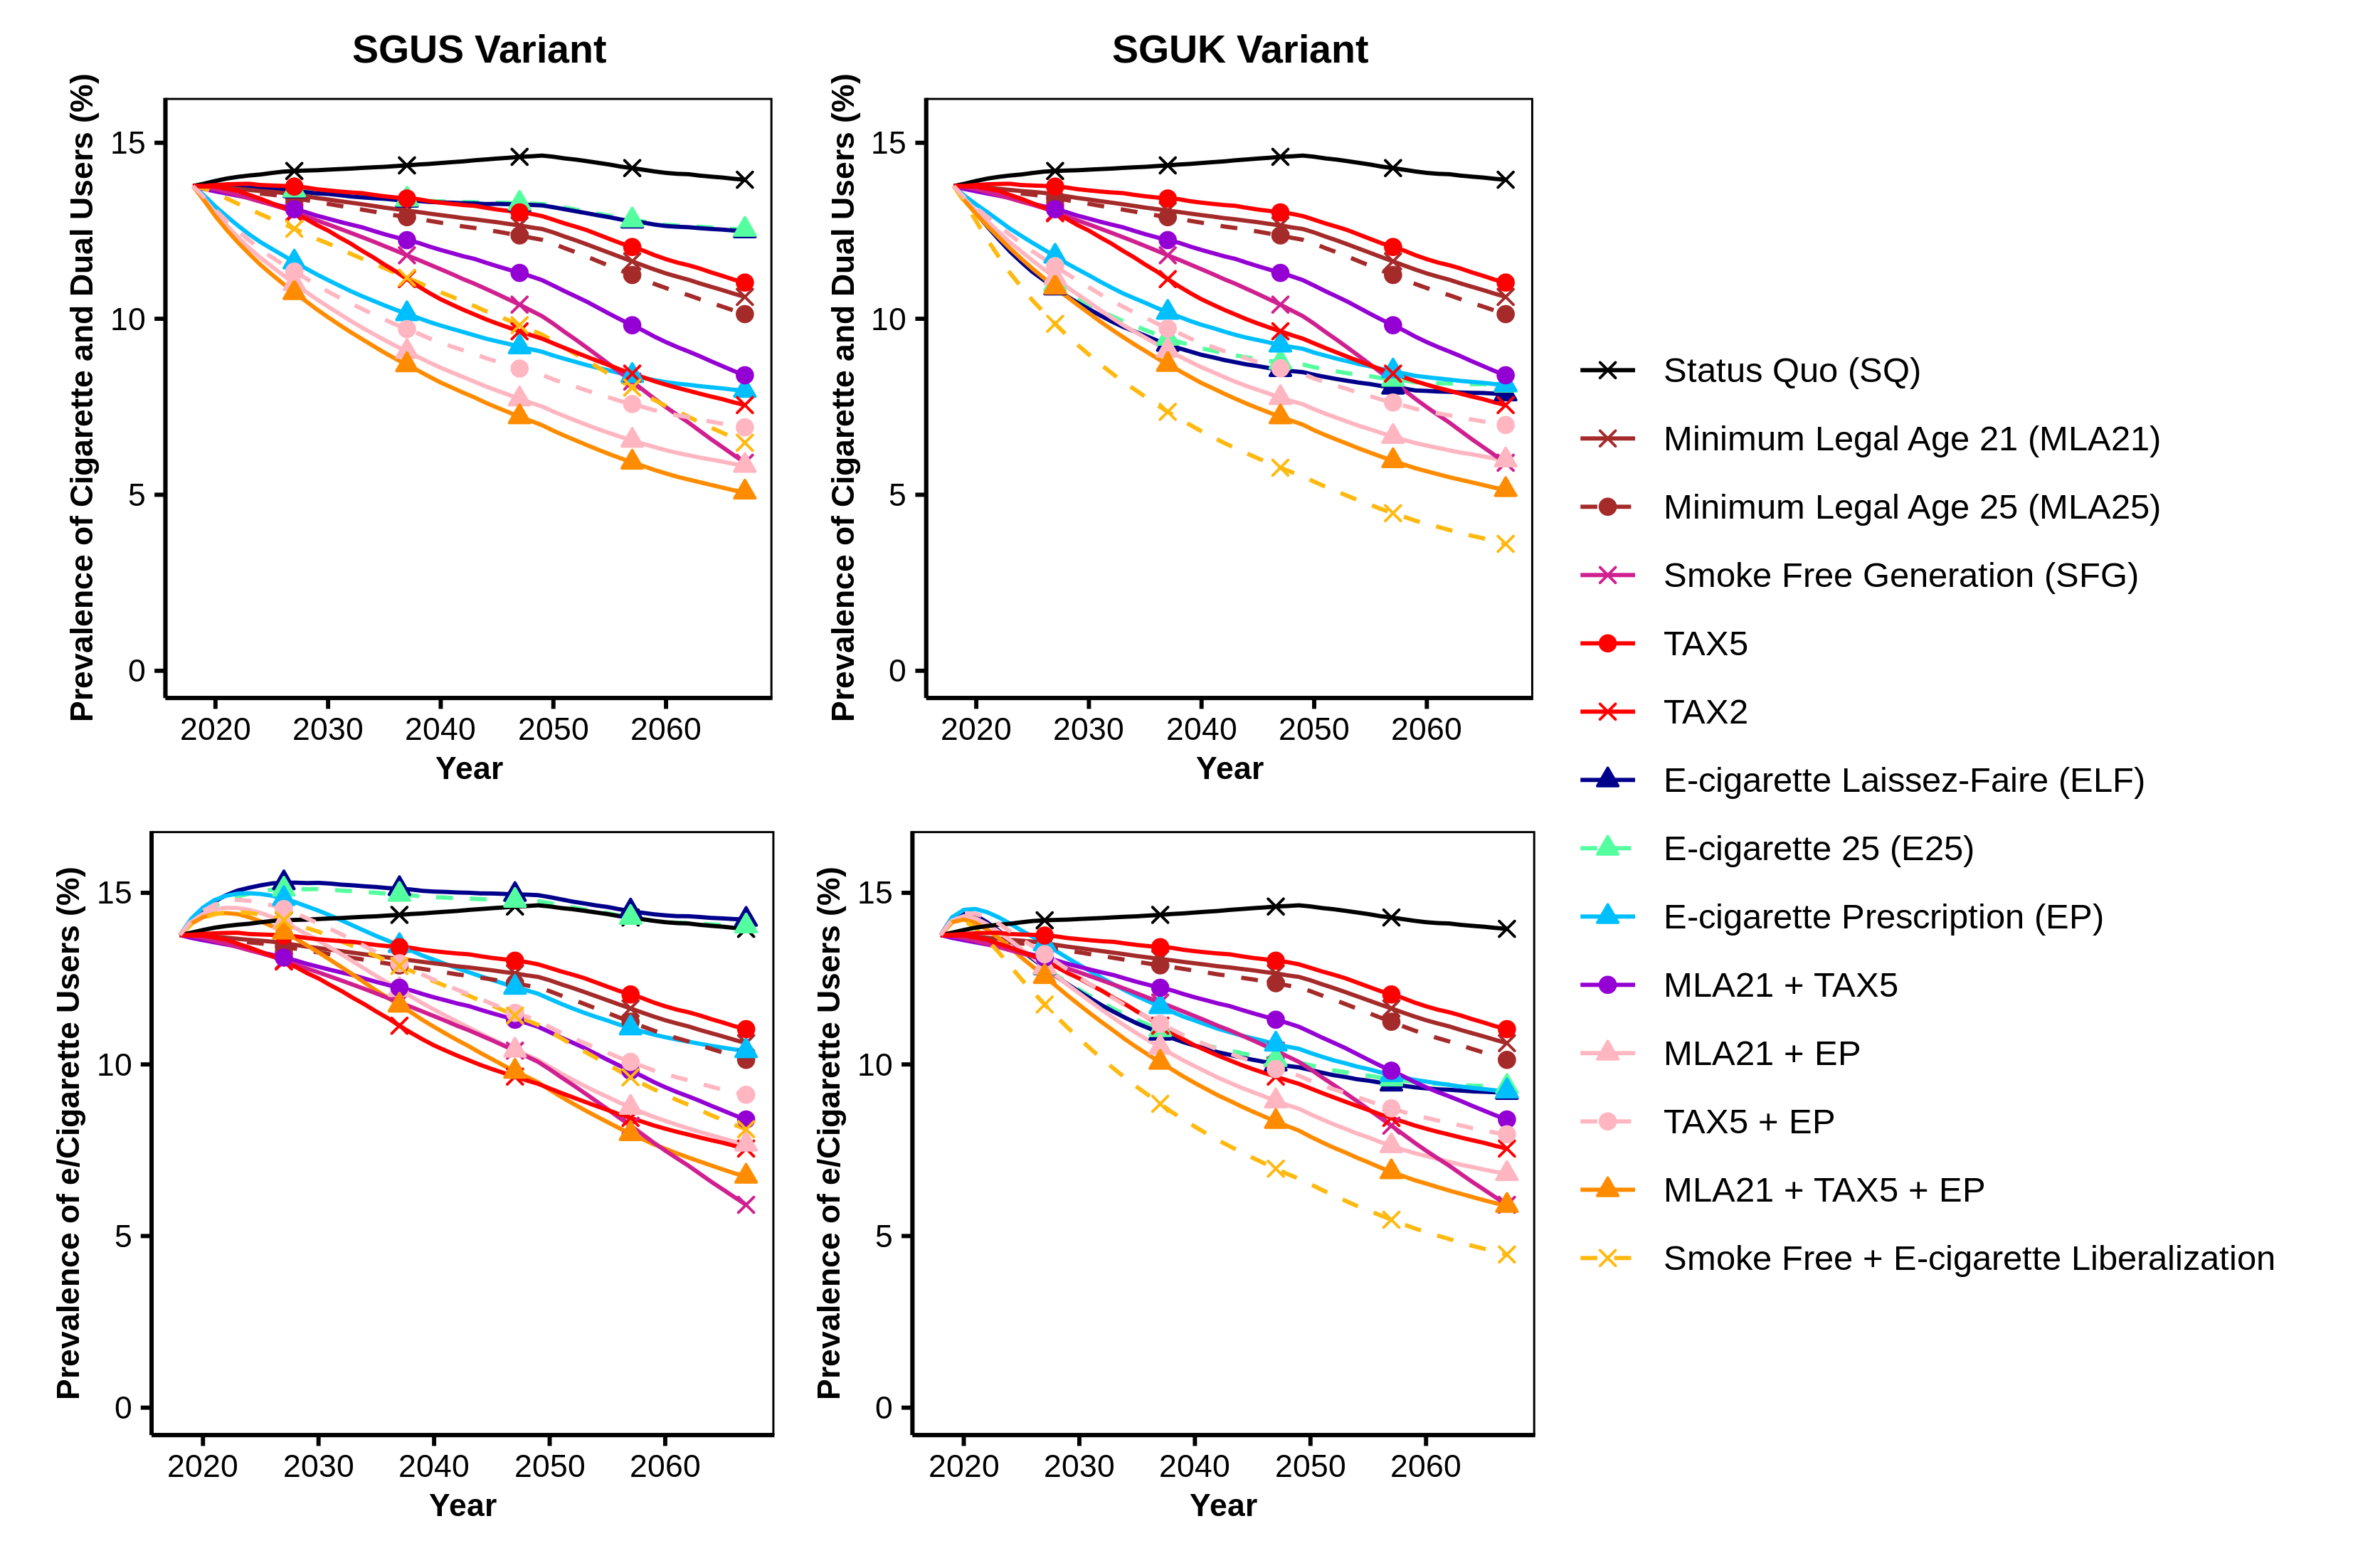 SGUS Variant
SGUK Variant
Prevalence of Cigarette and Dual Users (%)
15
10
5
0
2020 2030 2040 2050 2060
Year
Prevalence of Cigarette and Dual Users (%)
15
10
5
0
2020 2030 2040 2050 2060
Year
Prevalence of e/Cigarette Users (%)
15
10
5
0
2020 2030 2040 2050 2060
Year
Prevalence of e/Cigarette Users (%)
15
10
5
0
2020 2030 2040 2050 2060
Year
Status Quo (SQ)
Minimum Legal Age 21 (MLA21)
Minimum Legal Age 25 (MLA25)
Smoke Free Generation (SFG)
TAX5
TAX2
E-cigarette Laissez-Faire (ELF)
E-cigarette 25 (E25)
E-cigarette Prescription (EP)
MLA21 + TAX5
MLA21 + EP
TAX5 + EP
MLA21 + TAX5 + EP
Smoke Free + E-cigarette Liberalization